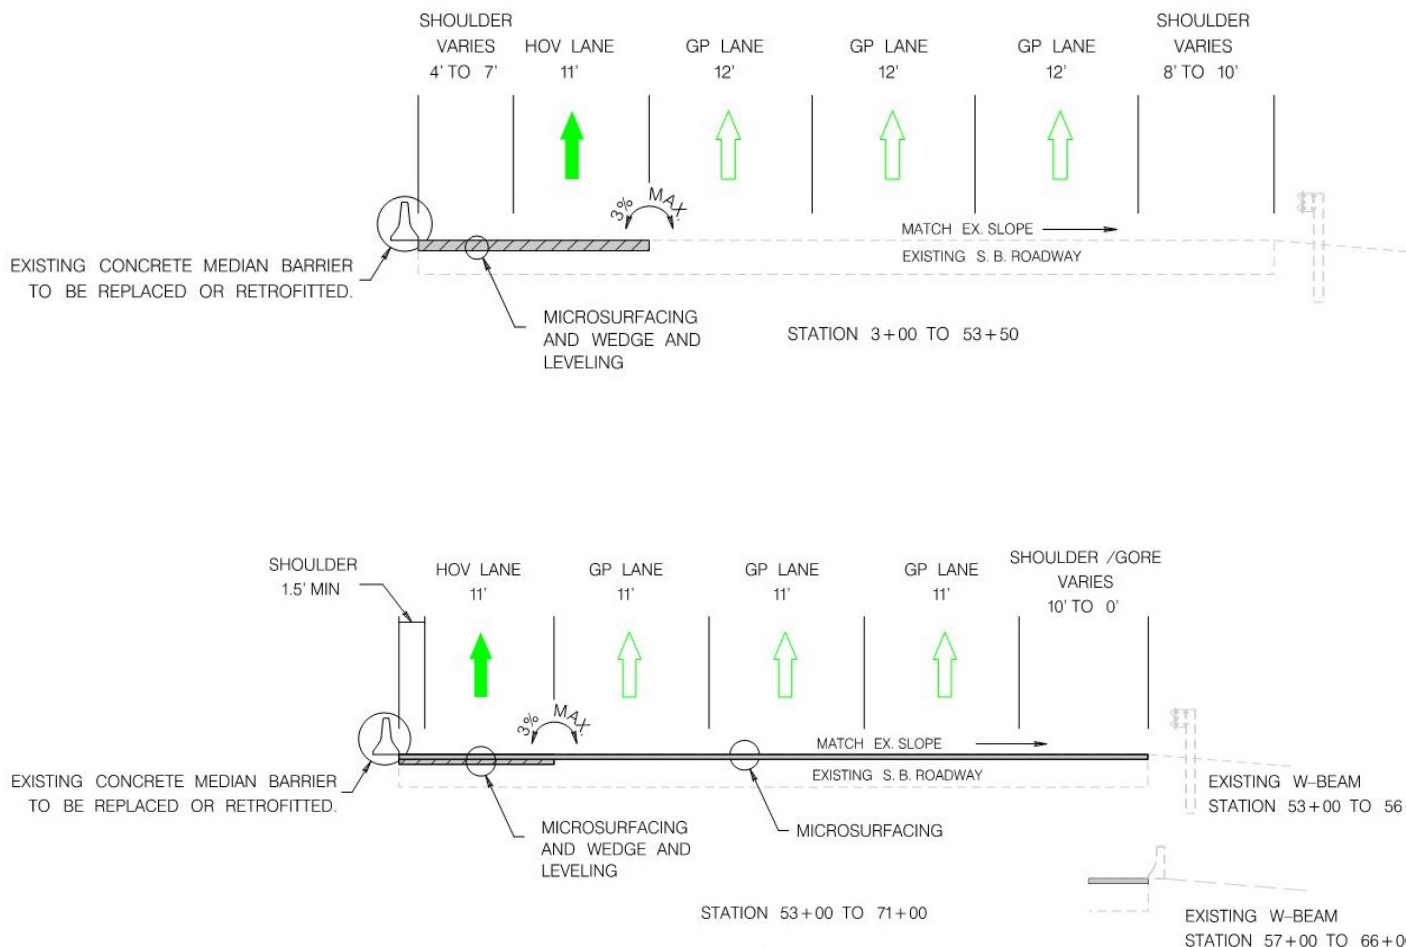 SHOULDER
VARIES
4' TO 7'
HOV LANE
11'
GP LANE
12'
GP LANE
12'
GP LANE
12'
SHOULDER
VARIES
8' TO 10'
3% MAX.
MATCH EX. SLOPE
EXISTING S. B. ROADWAY
EXISTING CONCRETE MEDIAN BARRIER
TO BE REPLACED OR RETROFITTED.
MICROSURFACING
AND WEDGE AND
LEVELING
STATION 3+00 TO 53+50
SHOULDER
1.5' MIN
HOV LANE
11'
GP LANE
11'
GP LANE
11'
GP LANE
11'
SHOULDER /GORE
VARIES
10' TO 0'
3% MAX.
MATCH EX. SLOPE
EXISTING S. B. ROADWAY
EXISTING CONCRETE MEDIAN BARRIER
TO BE REPLACED OR RETROFITTED.
MICROSURFACING
AND WEDGE AND
LEVELING
MICROSURFACING
EXISTING W-BEAM
STATION 53+00 TO 56
STATION 53+00 TO 71+00
EXISTING W-BEAM
STATION 57+00 TO 66+0